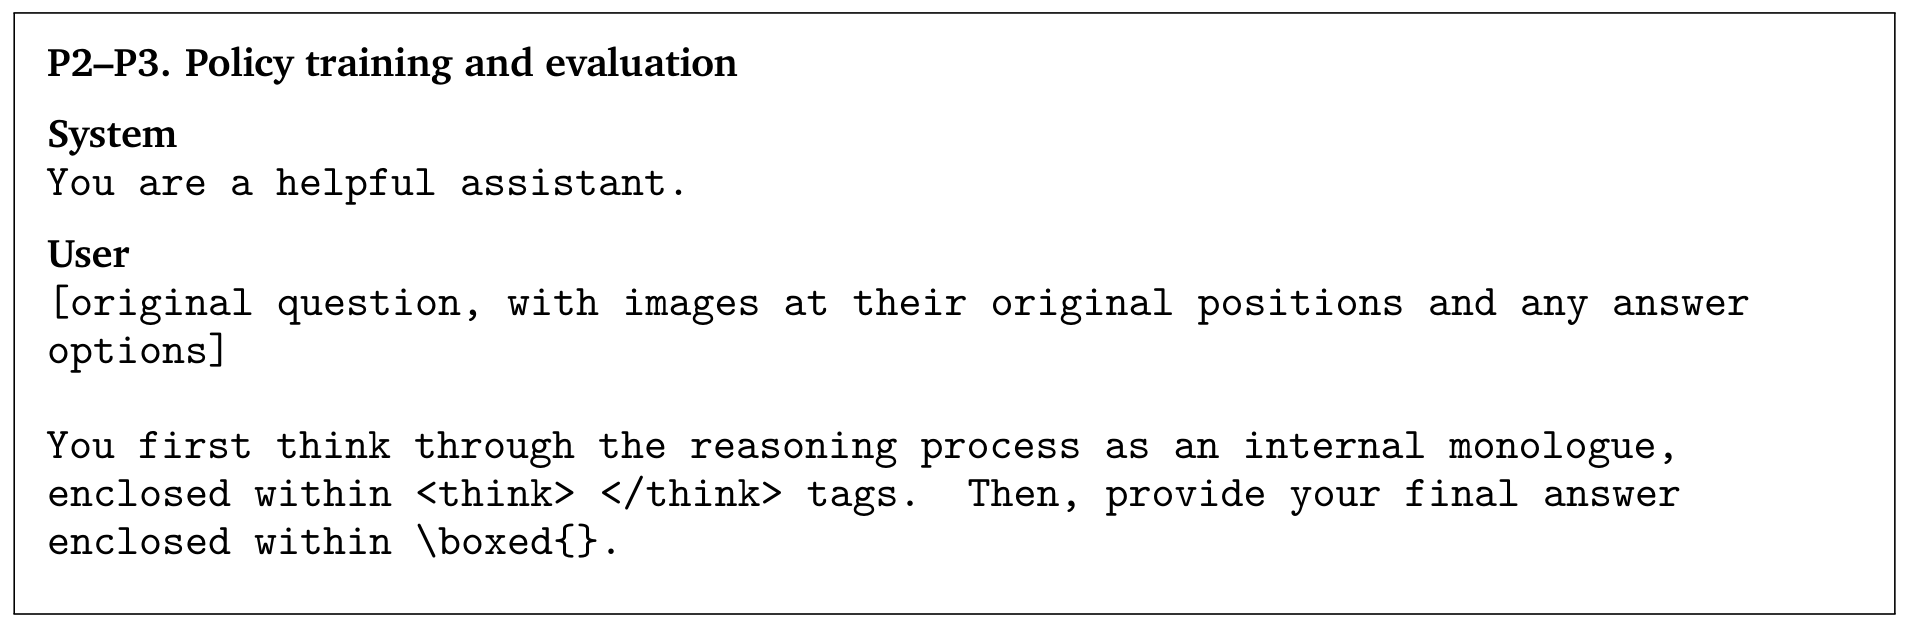 P2–P3. Policy training and evaluation
System
You are a helpful assistant.
User
[original question, with images at their original positions and any answer
options]
You first think through the reasoning process as an internal monologue,
enclosed within <think> </think> tags. Then, provide your final answer
enclosed within \boxed{}.